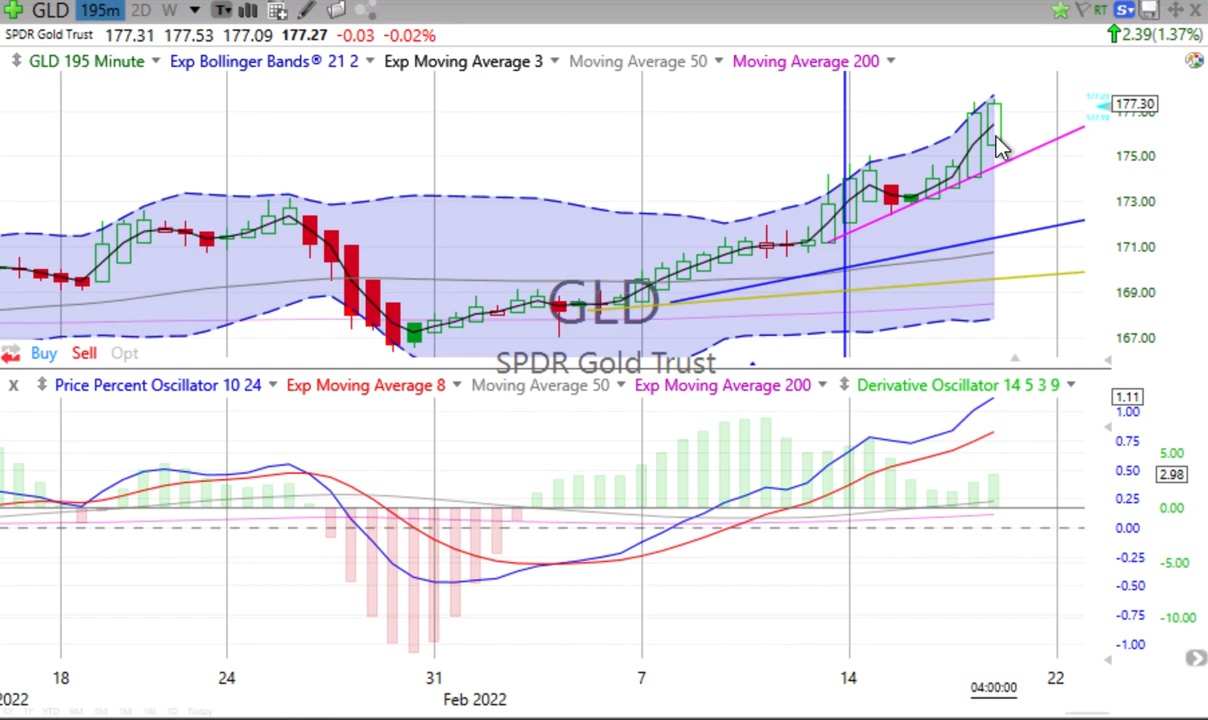 GLD 195m 2D W T RT S
SPDR Gold Trust 177.31 177.53 177.09 177.27 -0.03 -0.02% 2.39(1.37%)
GLD 195 Minute Exp Bollinger Bands® 21 2 Exp Moving Average 3 Moving Average 50 Moving Average 200
177.30
177.00
175.00
173.00
171.00
169.00
167.00
GLD
SPDR Gold Trust
Buy Sell Opt
X Price Percent Oscillator 10 24 Exp Moving Average 8 Moving Average 50 Exp Moving Average 200 Derivative Oscillator 14 5 3 9
1.11
1.00
0.75
0.50 5.00
2.98
0.25
0.00 0.00
-0.25
-0.50 -5.00
-0.75 -10.00
-1.00
18 24 31 7 14 22
2022 Feb 2022 04:00:00